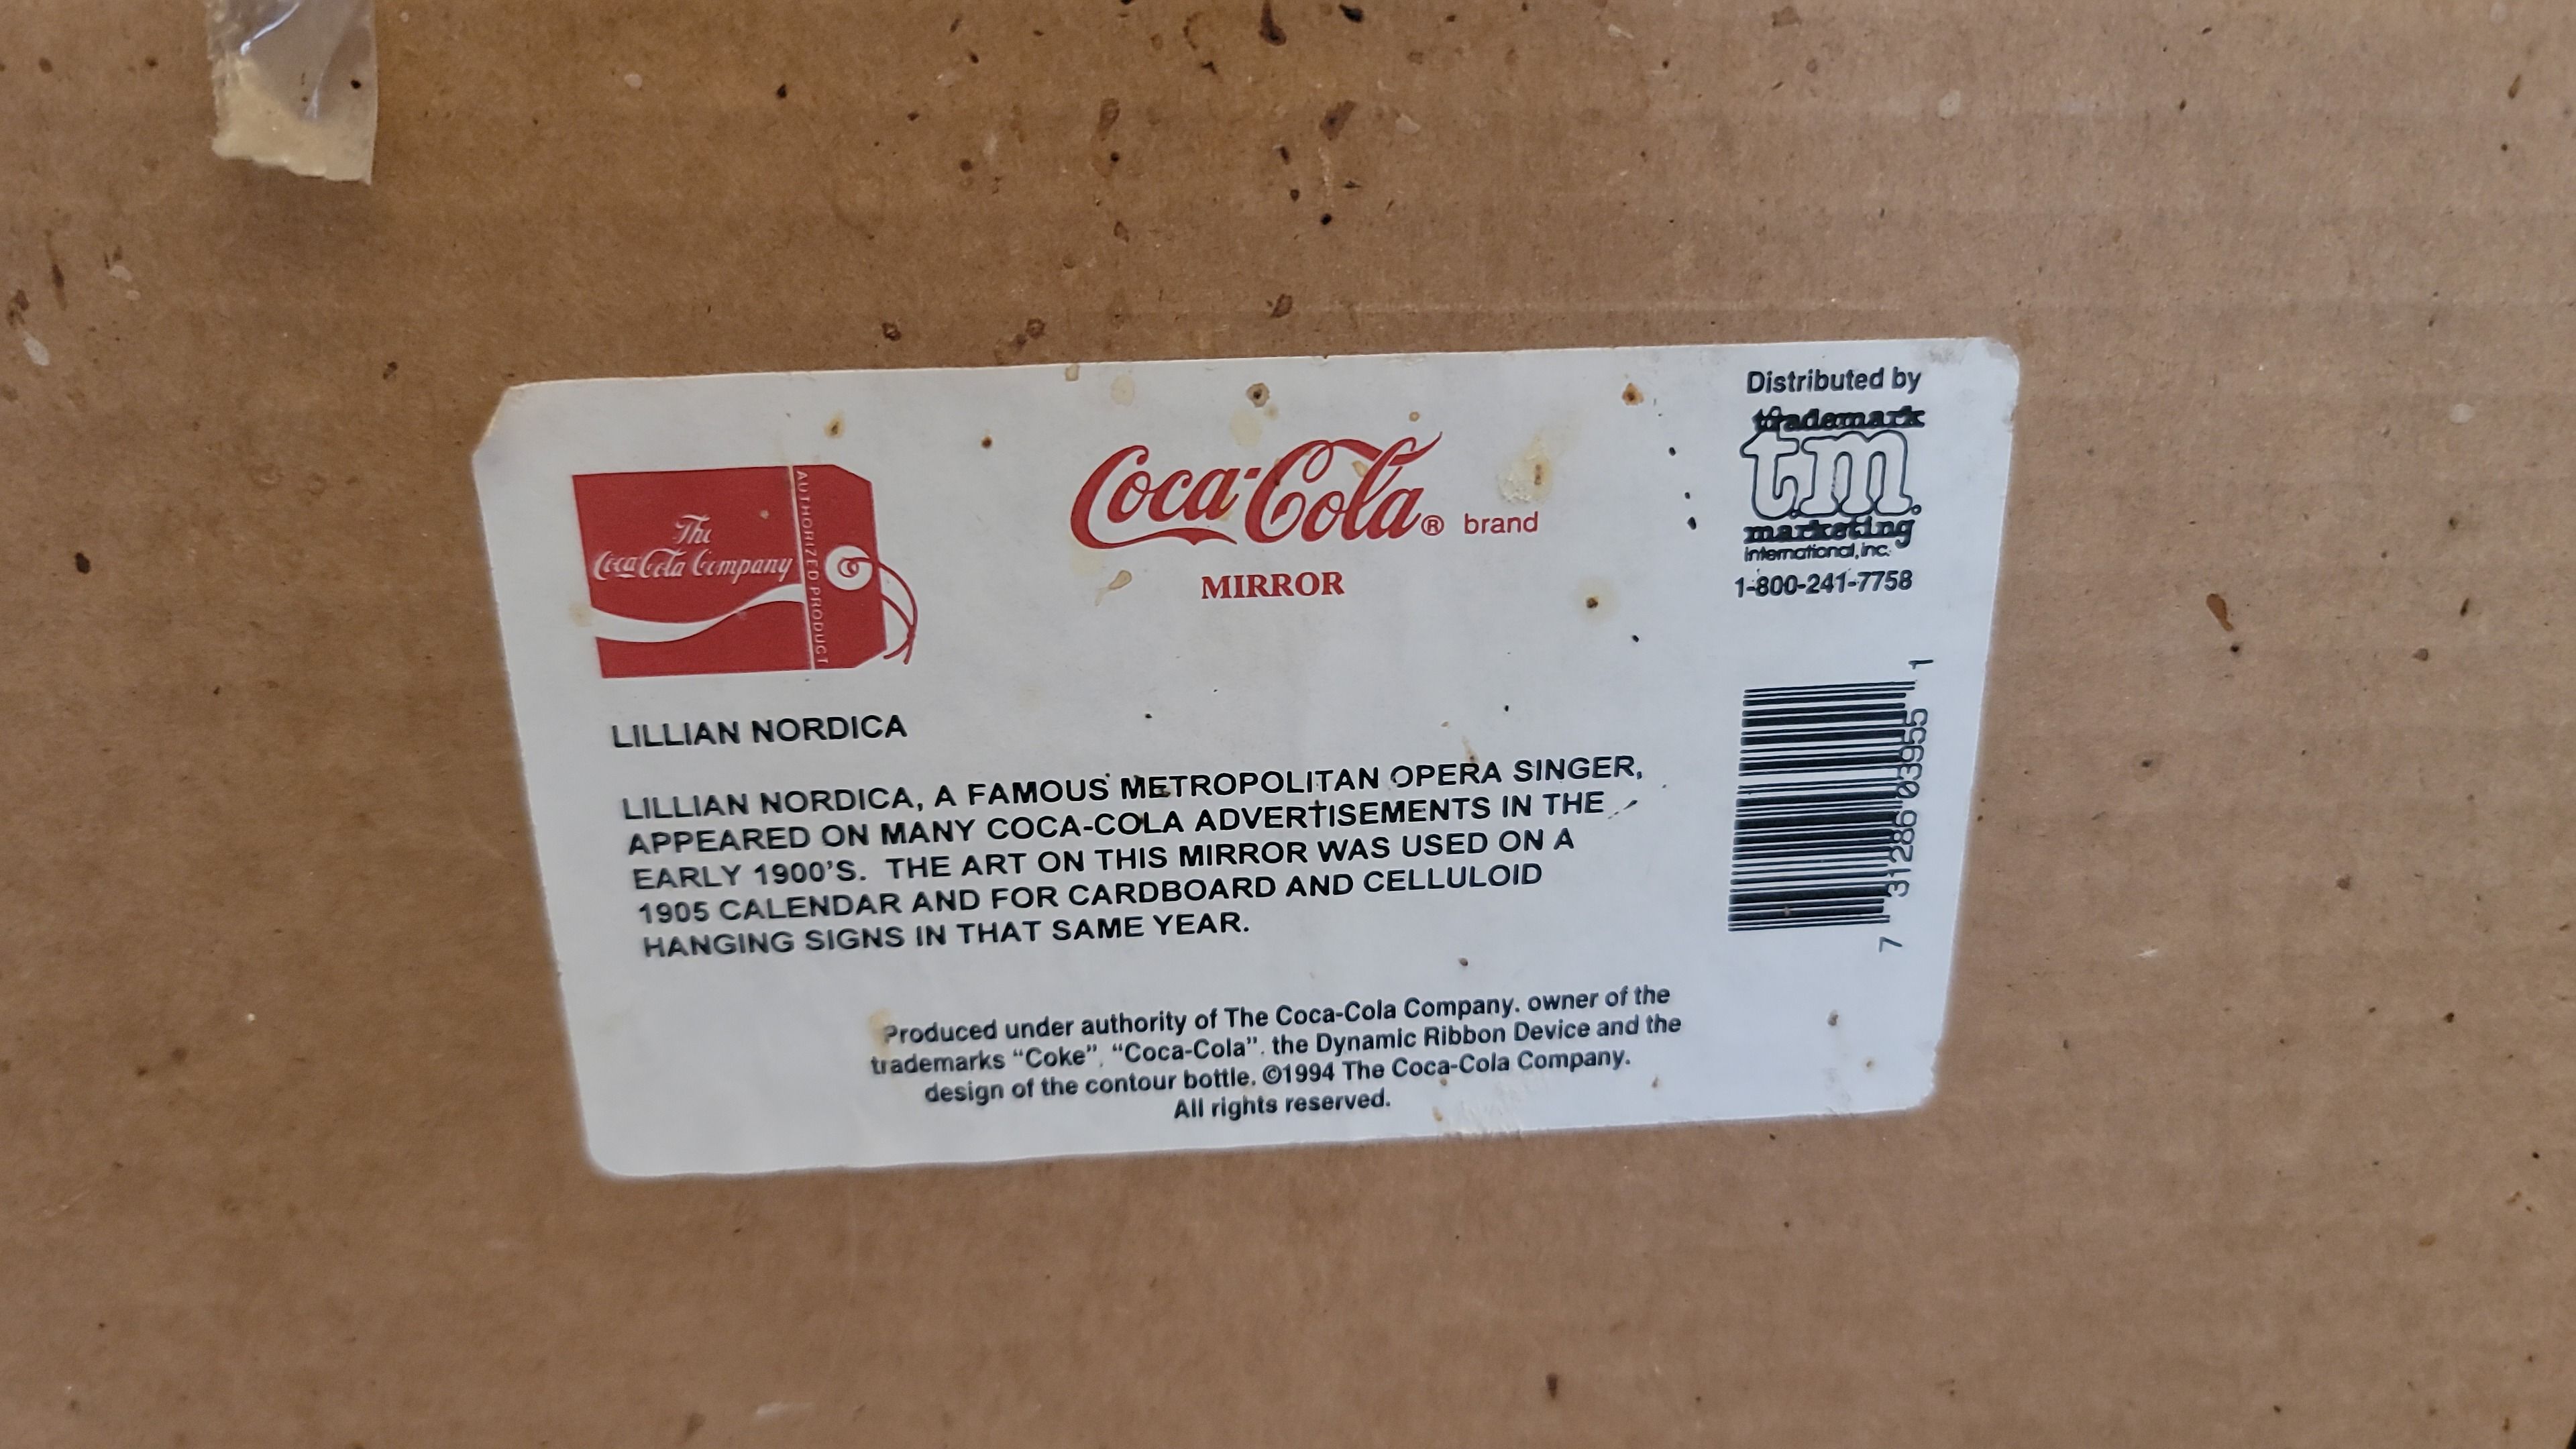 Distributed by
trademark
t.m.
marketing
international, inc.
1-800-241-7758
The
Coca-Cola Company
AUTHORIZED PRODUCT
Coca-Cola® brand
MIRROR
LILLIAN NORDICA
LILLIAN NORDICA, A FAMOUS METROPOLITAN OPERA SINGER,
APPEARED ON MANY COCA-COLA ADVERTISEMENTS IN THE
EARLY 1900'S. THE ART ON THIS MIRROR WAS USED ON A
1905 CALENDAR AND FOR CARDBOARD AND CELLULOID
HANGING SIGNS IN THAT SAME YEAR.
7 31286 03955 1
Produced under authority of The Coca-Cola Company. owner of the
trademarks “Coke”, “Coca-Cola”. the Dynamic Ribbon Device and the
design of the contour bottle. ©1994 The Coca-Cola Company.
All rights reserved.